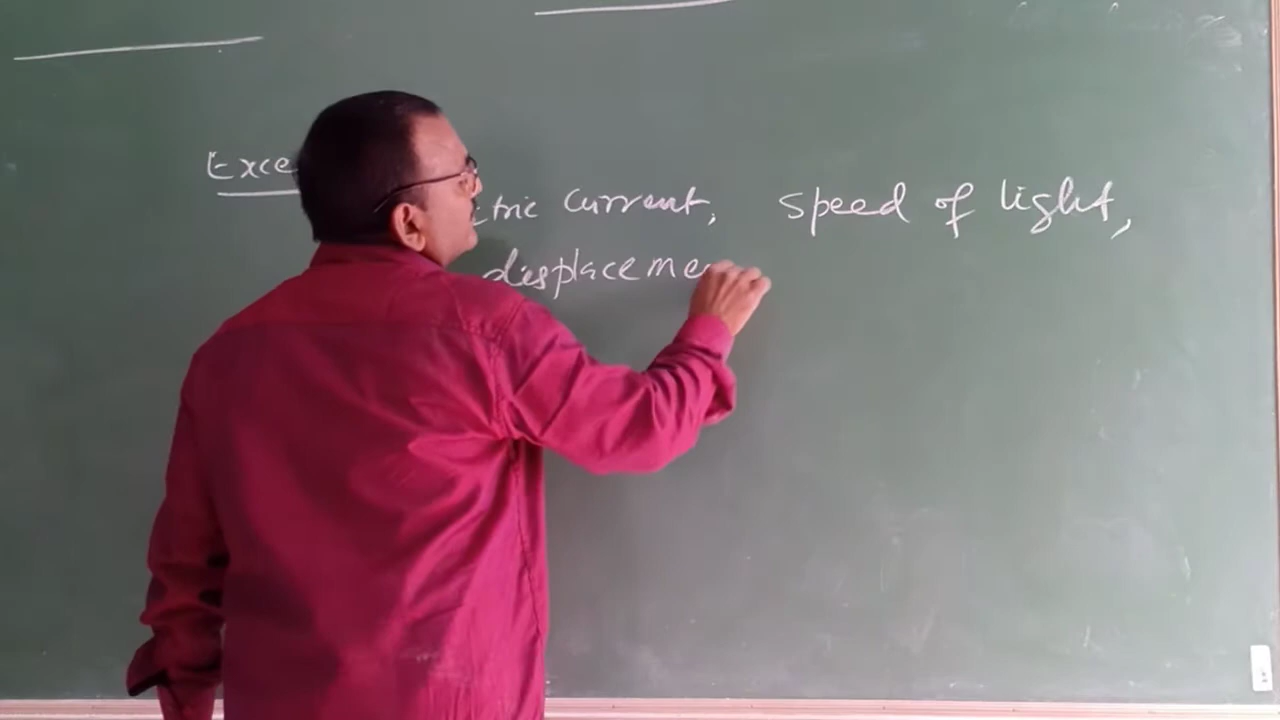 Exce
tric current, speed of light,
displaceme